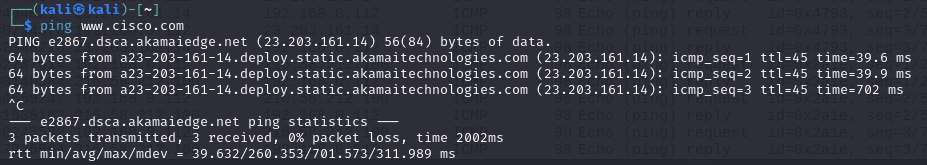 (kali㉿kali)-[~]
$ ping www.cisco.com
PING e2867.dsca.akamaiedge.net (23.203.161.14) 56(84) bytes of data.
64 bytes from a23-203-161-14.deploy.static.akamaitechnologies.com (23.203.161.14): icmp_seq=1 ttl=45 time=39.6 ms
64 bytes from a23-203-161-14.deploy.static.akamaitechnologies.com (23.203.161.14): icmp_seq=2 ttl=45 time=39.9 ms
64 bytes from a23-203-161-14.deploy.static.akamaitechnologies.com (23.203.161.14): icmp_seq=3 ttl=45 time=702 ms
^C
— e2867.dsca.akamaiedge.net ping statistics —
3 packets transmitted, 3 received, 0% packet loss, time 2002ms
rtt min/avg/max/mdev = 39.632/260.353/701.573/311.989 ms